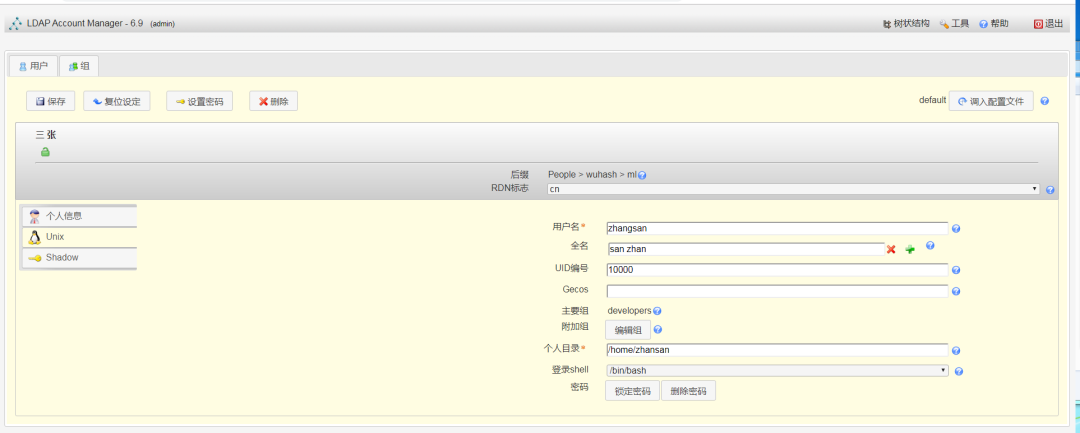 LDAP Account Manager - 6.9 (admin) 树状结构 工具 帮助 退出
用户 组
保存 复位设定 设置密码 删除 default 调入配置文件
三 张
后缀 People > wuhash > ml
RDN标志 cn
个人信息
Unix
Shadow
用户名* zhangsan
全名 san zhan
UID编号 10000
Gecos
主要组 developers
附加组 编辑组
个人目录* /home/zhansan
登录shell /bin/bash
密码 锁定密码 删除密码